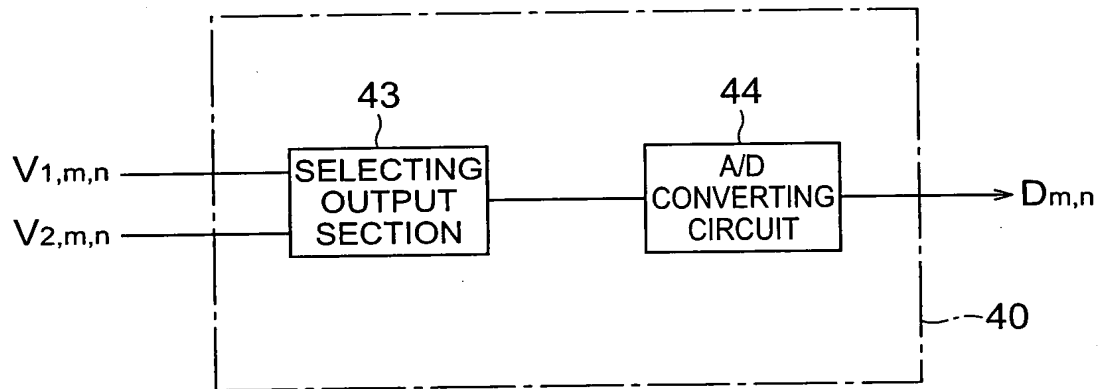 43
44
V1,m,n
V2,m,n
SELECTING
OUTPUT
SECTION
A/D
CONVERTING
CIRCUIT
Dm,n
40